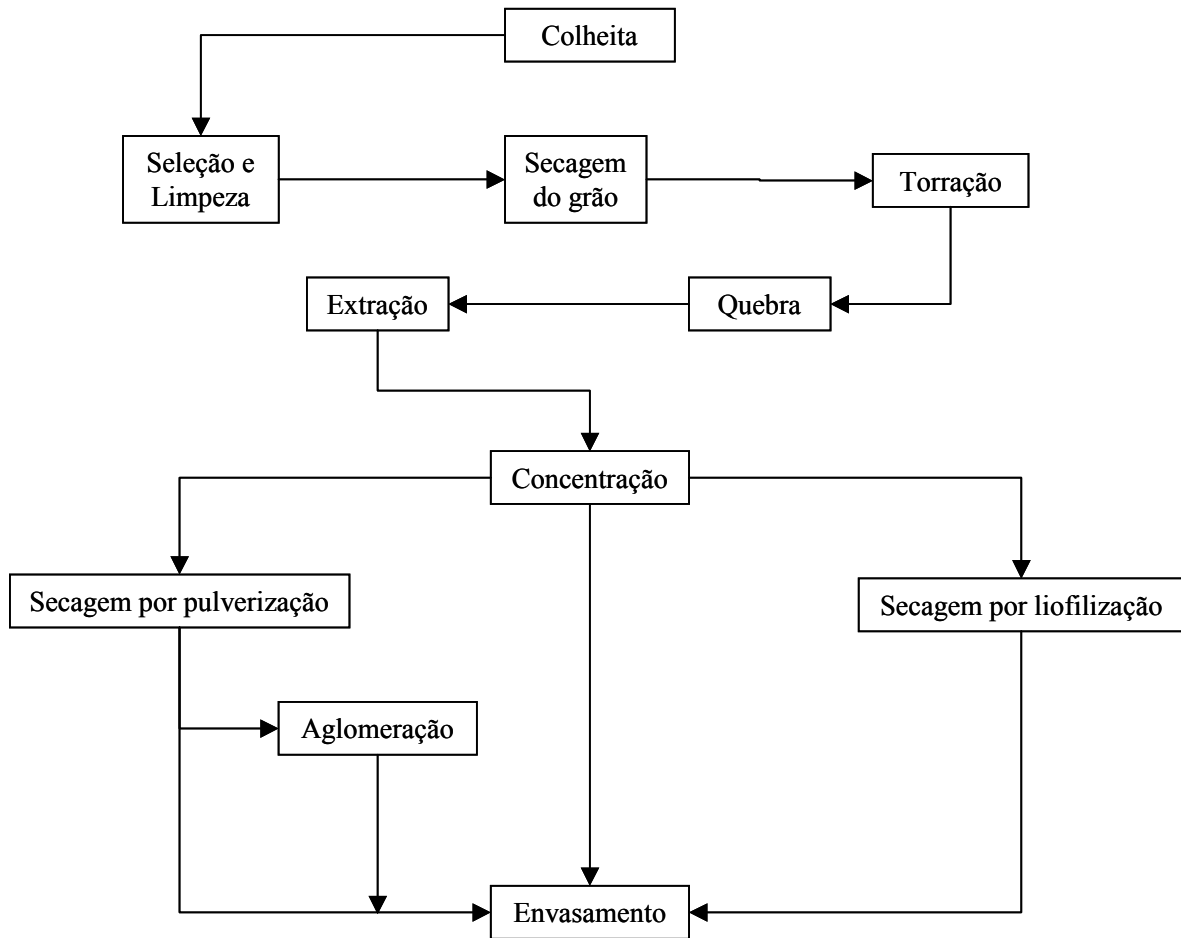 Colheita
Seleção e
Limpeza
Secagem
do grão
Torração
Extração
Quebra
Concentração
Secagem por pulverização
Secagem por liofilização
Aglomeração
Envasamento